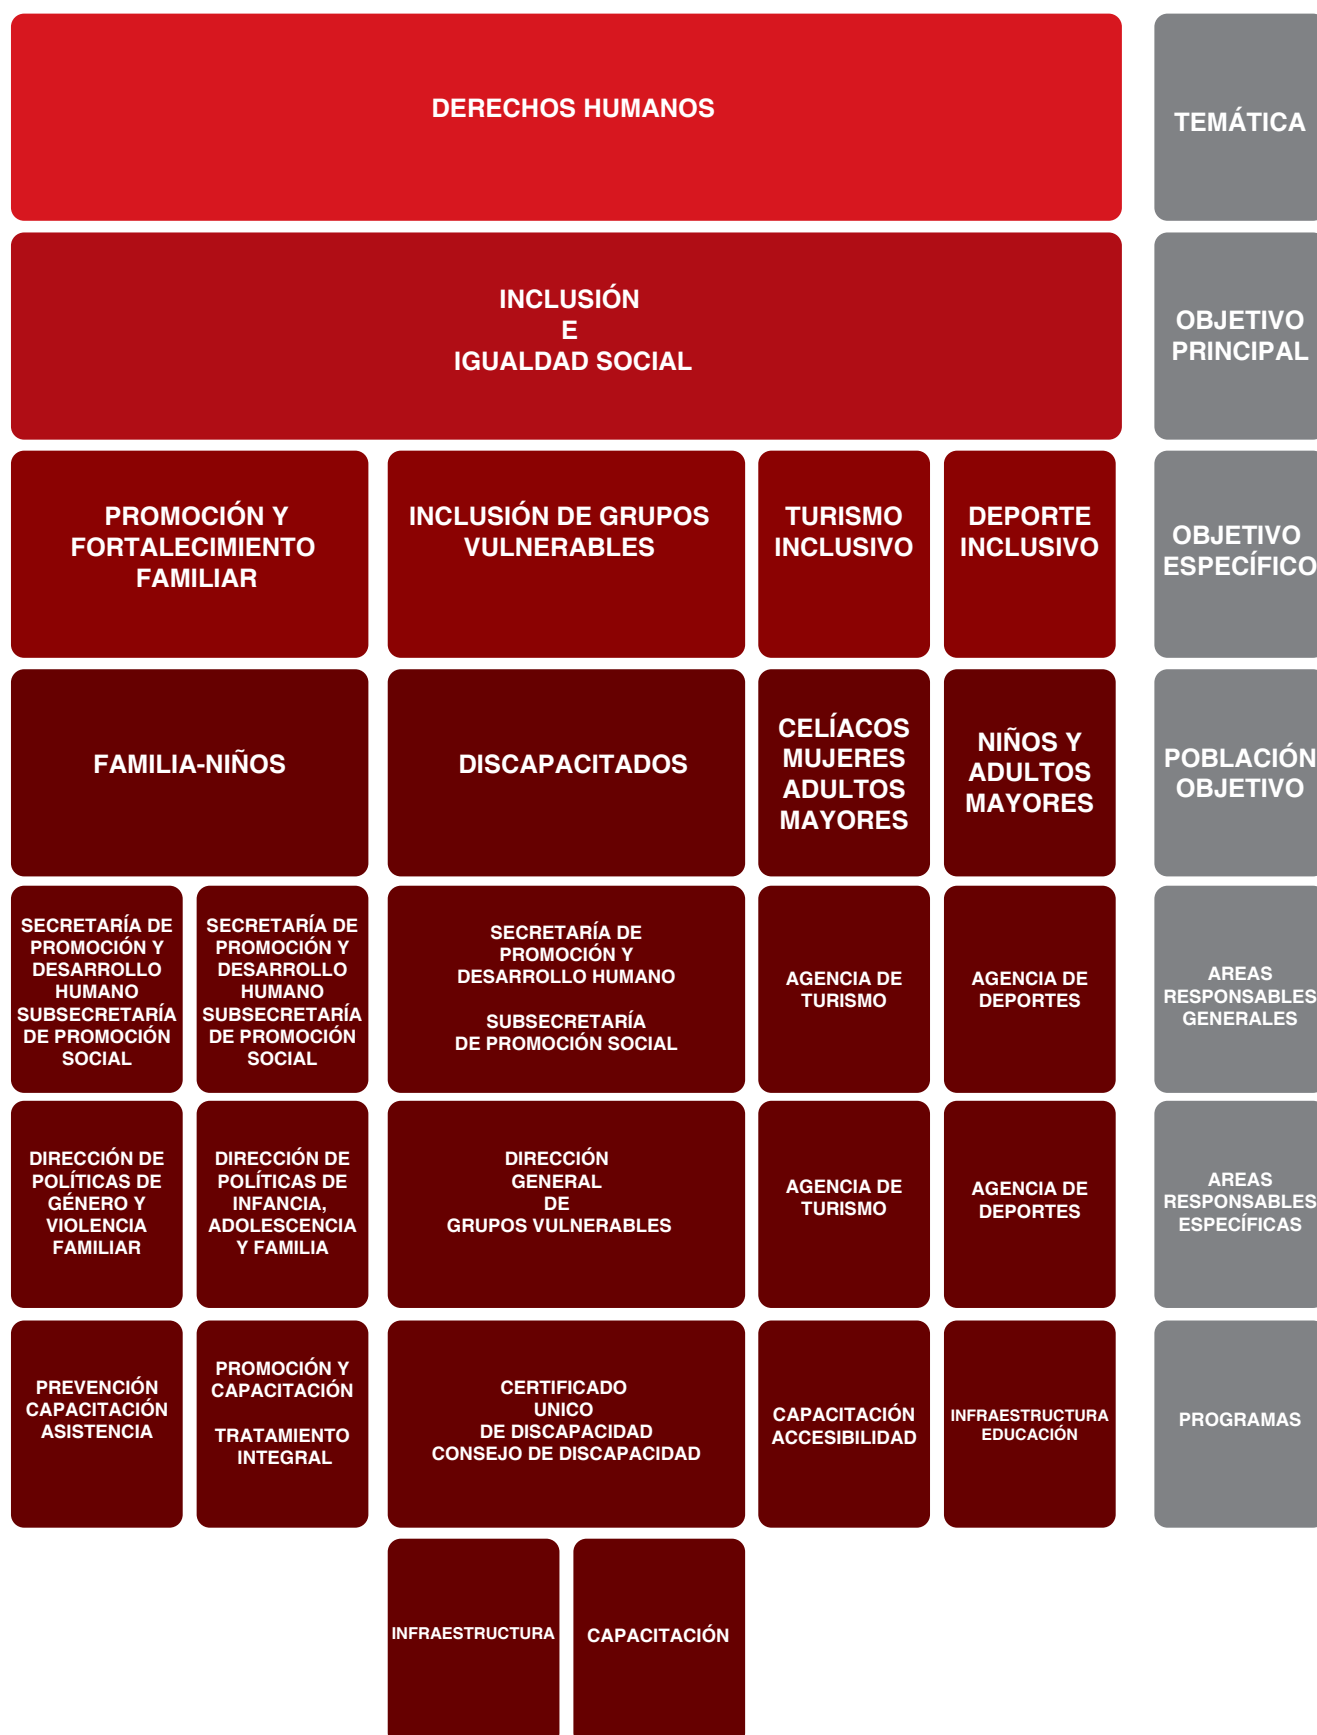 DERECHOS HUMANOS
TEMÁTICA
INCLUSIÓN
E
IGUALDAD SOCIAL
OBJETIVO
PRINCIPAL
PROMOCIÓN Y
FORTALECIMIENTO
FAMILIAR
INCLUSIÓN DE GRUPOS
VULNERABLES
TURISMO
INCLUSIVO
DEPORTE
INCLUSIVO
OBJETIVO
ESPECÍFICO
FAMILIA-NIÑOS
DISCAPACITADOS
CELÍACOS
MUJERES
ADULTOS
MAYORES
NIÑOS Y
ADULTOS
MAYORES
POBLACIÓN
OBJETIVO
SECRETARÍA DE
PROMOCIÓN Y
DESARROLLO
HUMANO
SUBSECRETARÍA
DE PROMOCIÓN
SOCIAL
SECRETARÍA DE
PROMOCIÓN Y
DESARROLLO
HUMANO
SUBSECRETARÍA
DE PROMOCIÓN
SOCIAL
SECRETARÍA DE
PROMOCIÓN Y
DESARROLLO HUMANO
SUBSECRETARÍA
DE PROMOCIÓN SOCIAL
AGENCIA DE
TURISMO
AGENCIA DE
DEPORTES
AREAS
RESPONSABLES
GENERALES
DIRECCIÓN DE
POLÍTICAS DE
GÉNERO Y
VIOLENCIA
FAMILIAR
DIRECCIÓN DE
POLÍTICAS DE
INFANCIA,
ADOLESCENCIA
Y FAMILIA
DIRECCIÓN
GENERAL
DE
GRUPOS VULNERABLES
AGENCIA DE
TURISMO
AGENCIA DE
DEPORTES
AREAS
RESPONSABLES
ESPECÍFICAS
PREVENCIÓN
CAPACITACIÓN
ASISTENCIA
PROMOCIÓN Y
CAPACITACIÓN
TRATAMIENTO
INTEGRAL
CERTIFICADO
UNICO
DE DISCAPACIDAD
CONSEJO DE DISCAPACIDAD
CAPACITACIÓN
ACCESIBILIDAD
INFRAESTRUCTURA
EDUCACIÓN
PROGRAMAS
INFRAESTRUCTURA
CAPACITACIÓN